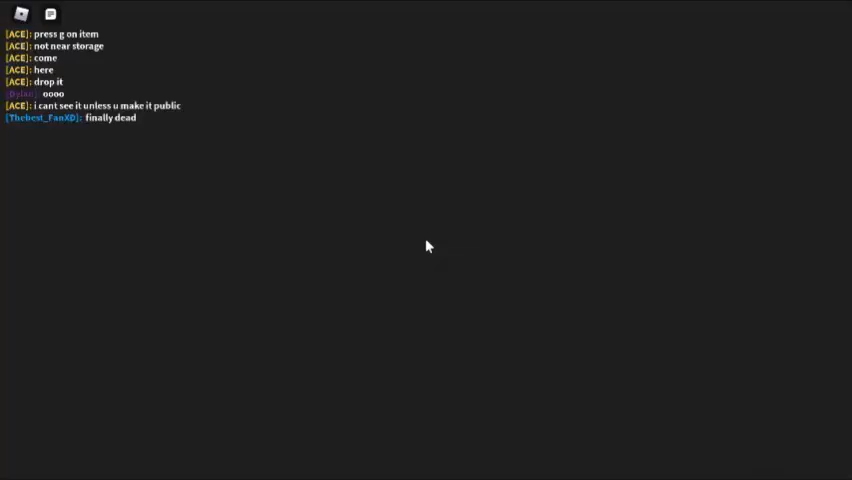 [ACE]: press g on item
[ACE]: not near storage
[ACE]: come
[ACE]: here
[ACE]: drop it
[Dylan]: oooo
[ACE]: i cant see it unless u make it public
[Thebest_FanXD]: finally dead